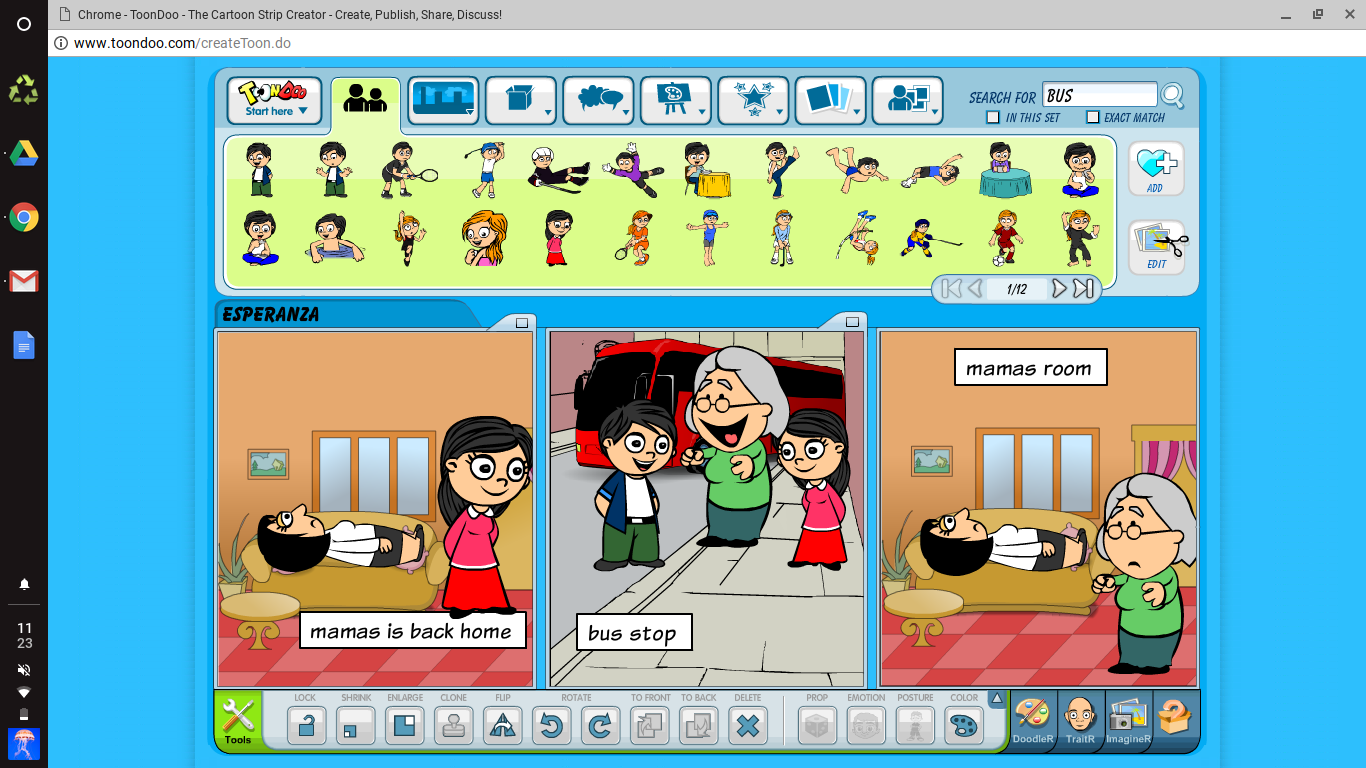 Chrome - ToonDoo - The Cartoon Strip Creator - Create, Publish, Share, Discuss!
www.toondoo.com/createToon.do
TOONDOO
Start here
SEARCH FOR BUS
IN THIS SET EXACT MATCH
ADD
EDIT
1/12
ESPERANZA
mamas room
mamas is back home
bus stop
11
23
LOCK SHRINK ENLARGE CLONE FLIP ROTATE TO FRONT TO BACK DELETE PROP EMOTION POSTURE COLOR
Tools
DoodleR TraitR ImagineR